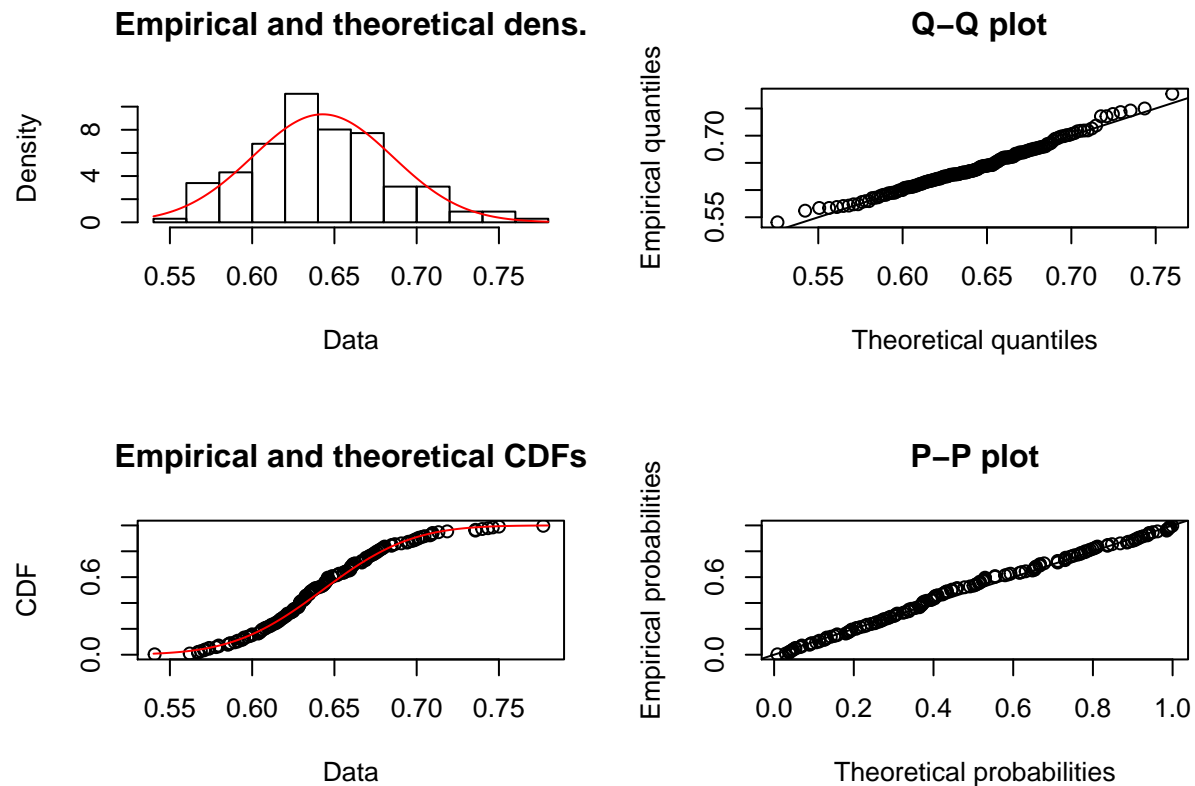 Empirical and theoretical dens.
Density
0 4 8
0.55 0.60 0.65 0.70 0.75
Data
Q−Q plot
Empirical quantiles
0.55 0.70
0.55 0.60 0.65 0.70 0.75
Theoretical quantiles
Empirical and theoretical CDFs
CDF
0.0 0.6
0.55 0.60 0.65 0.70 0.75
Data
P−P plot
Empirical probabilities
0.0 0.6
0.0 0.2 0.4 0.6 0.8 1.0
Theoretical probabilities